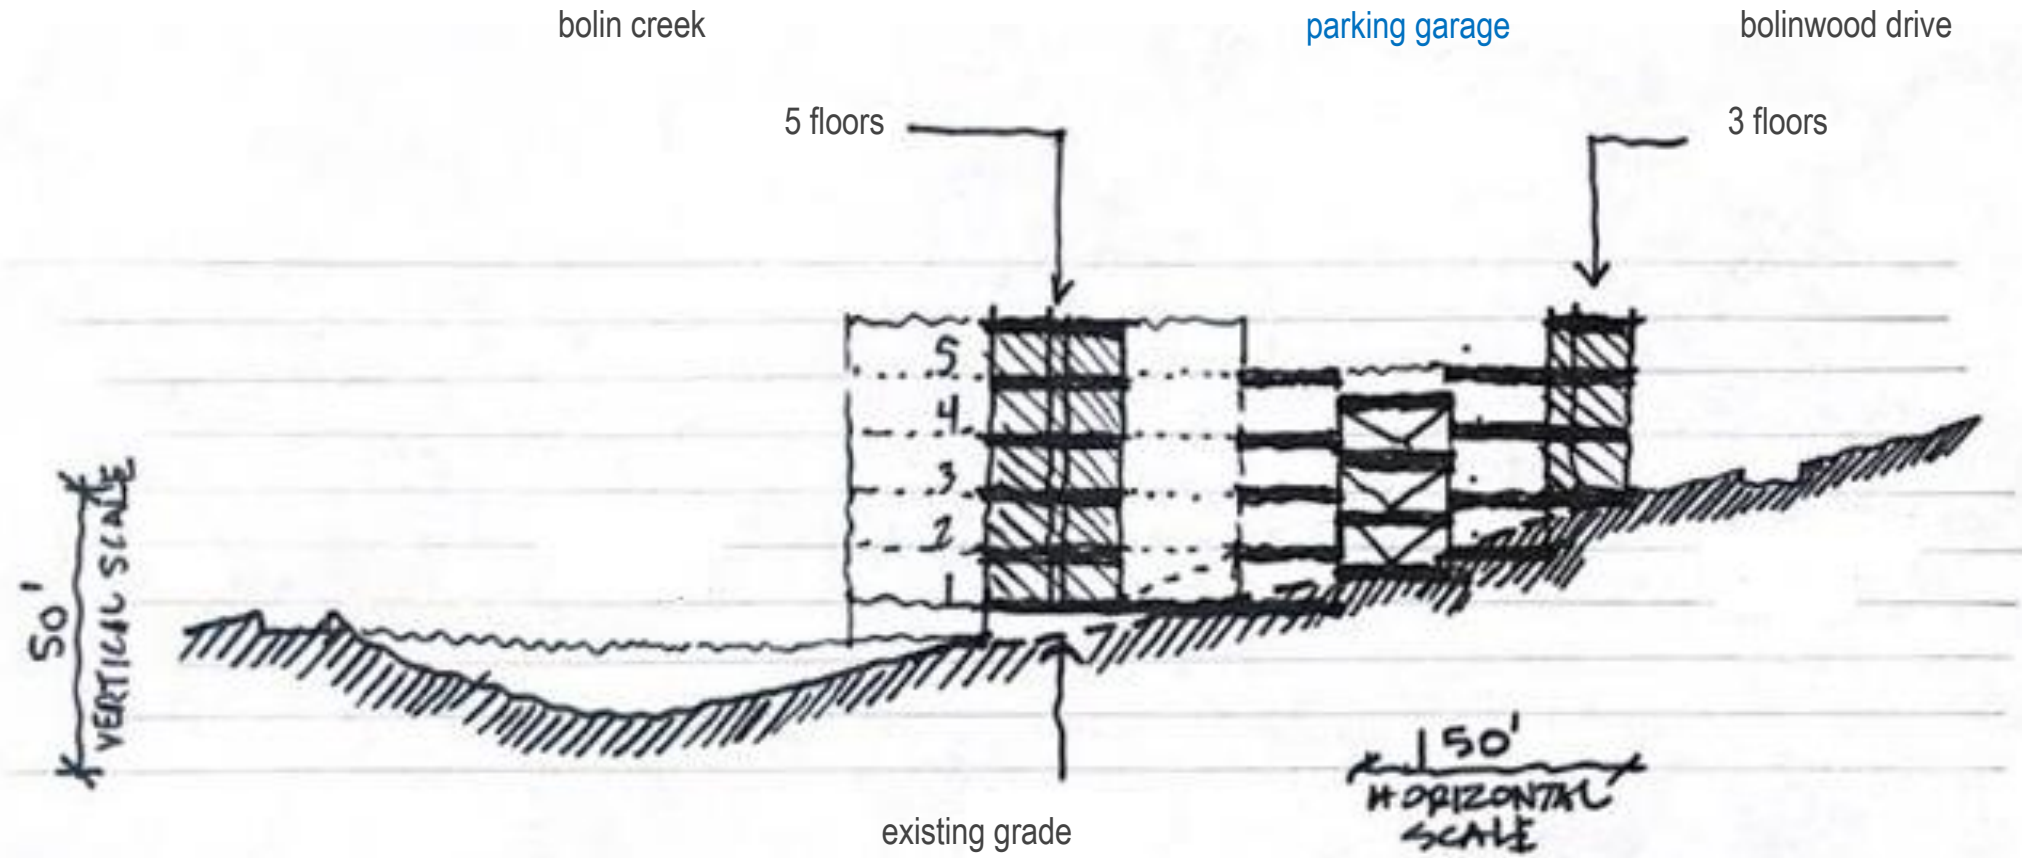 bolin creek
parking garage
bolinwood drive
5 floors
3 floors
5
4
3
2
1
50'
VERTICAL SCALE
150'
HORIZONTAL
SCALE
existing grade